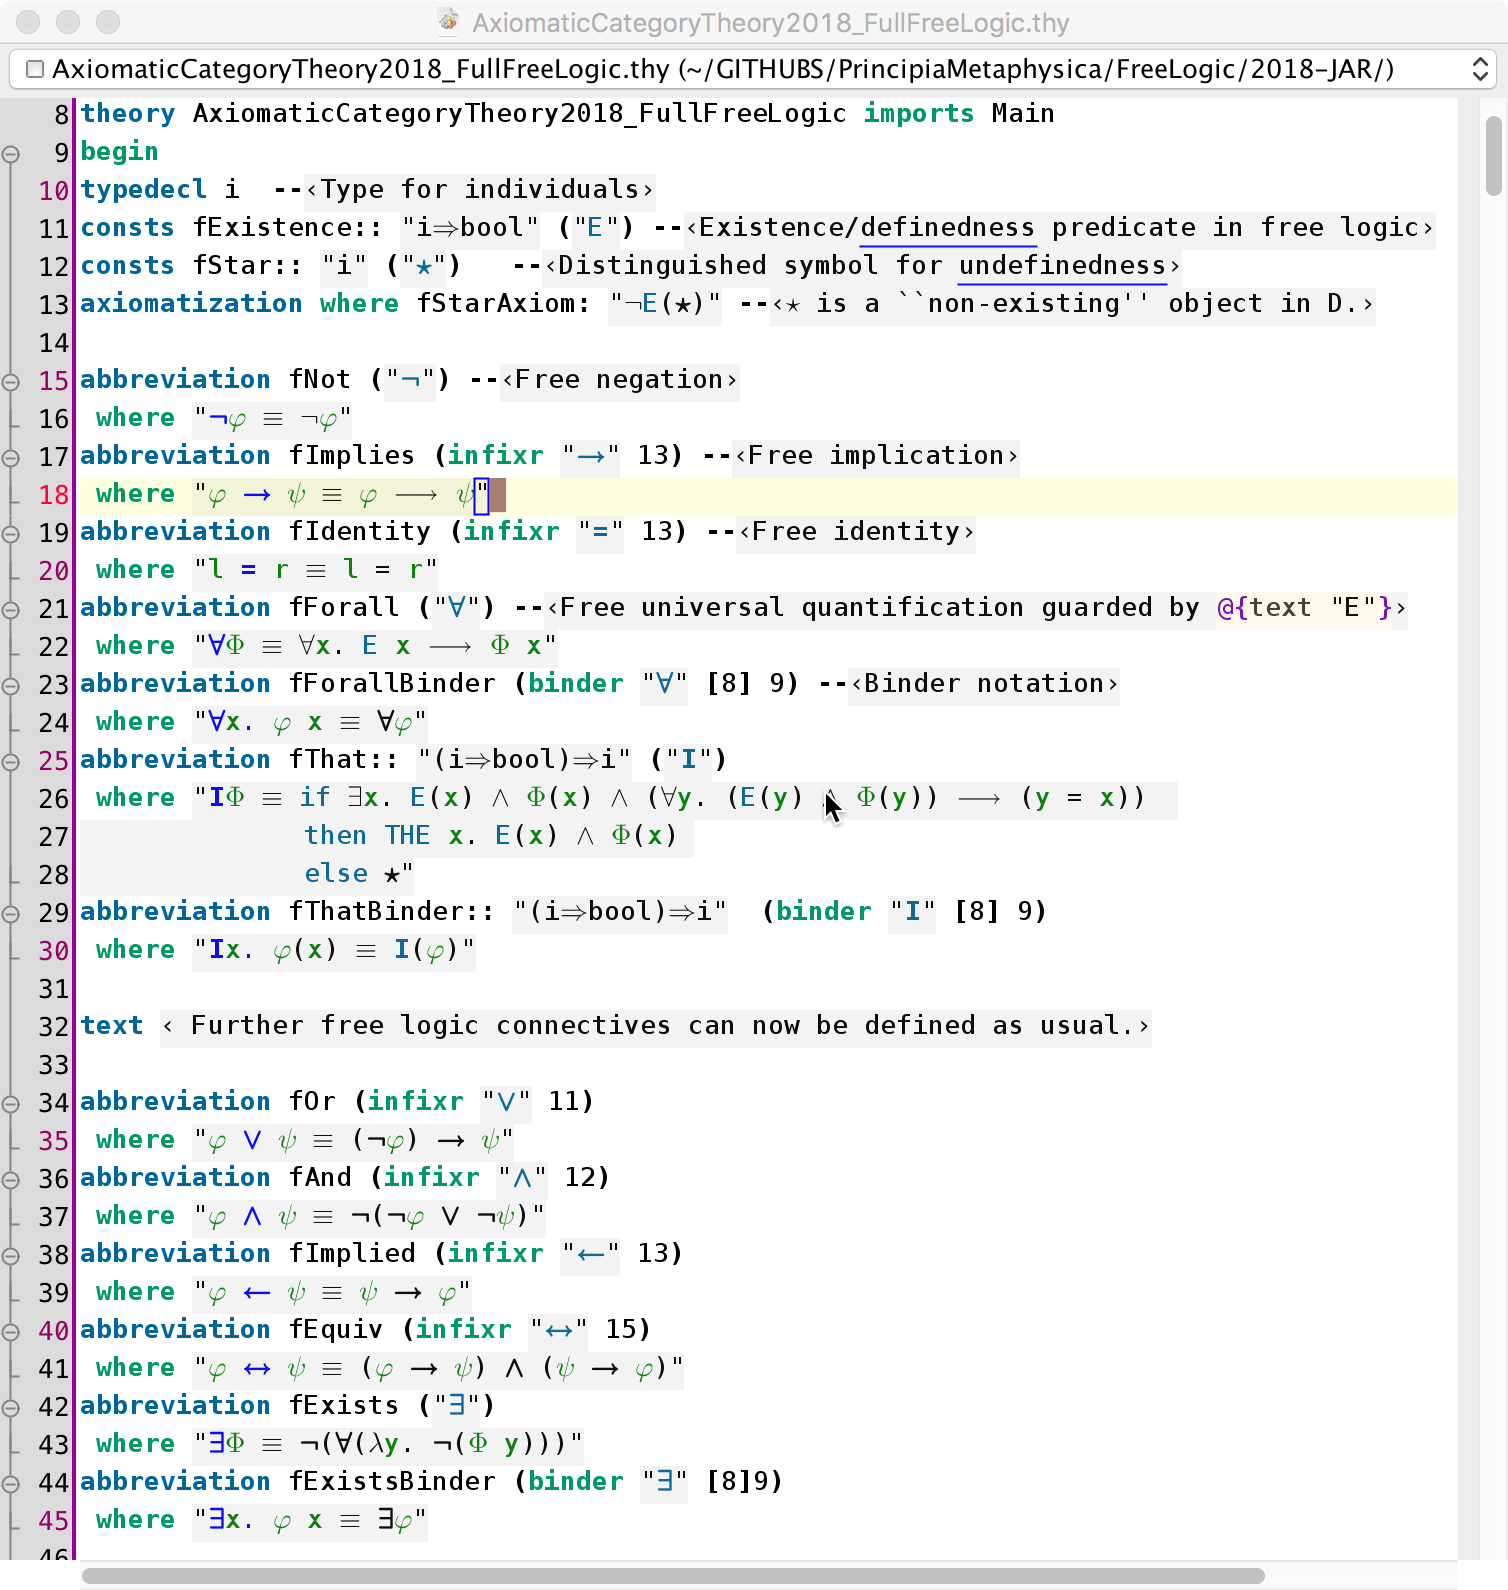 AxiomaticCategoryTheory2018_FullFreeLogic.thy
AxiomaticCategoryTheory2018_FullFreeLogic.thy (~/GITHUBS/PrincipiaMetaphysica/FreeLogic/2018-JAR/)
8 theory AxiomaticCategoryTheory2018_FullFreeLogic imports Main
9 begin
10 typedecl i  --‹Type for individuals›
11 consts fExistence:: "i⇒bool" ("E") --‹Existence/definedness predicate in free logic›
12 consts fStar:: "i" ("⋆")   --‹Distinguished symbol for undefinedness›
13 axiomatization where fStarAxiom: "¬E(⋆)" --‹⋆ is a ``non-existing'' object in D.›
14
15 abbreviation fNot ("¬") --‹Free negation›
16  where "¬φ ≡ ¬φ"
17 abbreviation fImplies (infixr "→" 13) --‹Free implication›
18  where "φ → ψ ≡ φ ⟶ ψ"
19 abbreviation fIdentity (infixr "=" 13) --‹Free identity›
20  where "l = r ≡ l = r"
21 abbreviation fForall ("∀") --‹Free universal quantification guarded by @{text "E"}›
22  where "∀Φ ≡ ∀x. E x ⟶ Φ x"
23 abbreviation fForallBinder (binder "∀" [8] 9) --‹Binder notation›
24  where "∀x. φ x ≡ ∀φ"
25 abbreviation fThat:: "(i⇒bool)⇒i" ("I")
26  where "IΦ ≡ if ∃x. E(x) ∧ Φ(x) ∧ (∀y. (E(y) ∧ Φ(y)) ⟶ (y = x))
27               then THE x. E(x) ∧ Φ(x)
28               else ⋆"
29 abbreviation fThatBinder:: "(i⇒bool)⇒i"  (binder "I" [8] 9)
30  where "Ix. φ(x) ≡ I(φ)"
31
32 text ‹ Further free logic connectives can now be defined as usual.›
33
34 abbreviation fOr (infixr "∨" 11)
35  where "φ ∨ ψ ≡ (¬φ) → ψ"
36 abbreviation fAnd (infixr "∧" 12)
37  where "φ ∧ ψ ≡ ¬(¬φ ∨ ¬ψ)"
38 abbreviation fImplied (infixr "←" 13)
39  where "φ ← ψ ≡ ψ → φ"
40 abbreviation fEquiv (infixr "↔" 15)
41  where "φ ↔ ψ ≡ (φ → ψ) ∧ (ψ → φ)"
42 abbreviation fExists ("∃")
43  where "∃Φ ≡ ¬(∀(λy. ¬(Φ y)))"
44 abbreviation fExistsBinder (binder "∃" [8]9)
45  where "∃x. φ x ≡ ∃φ"
46